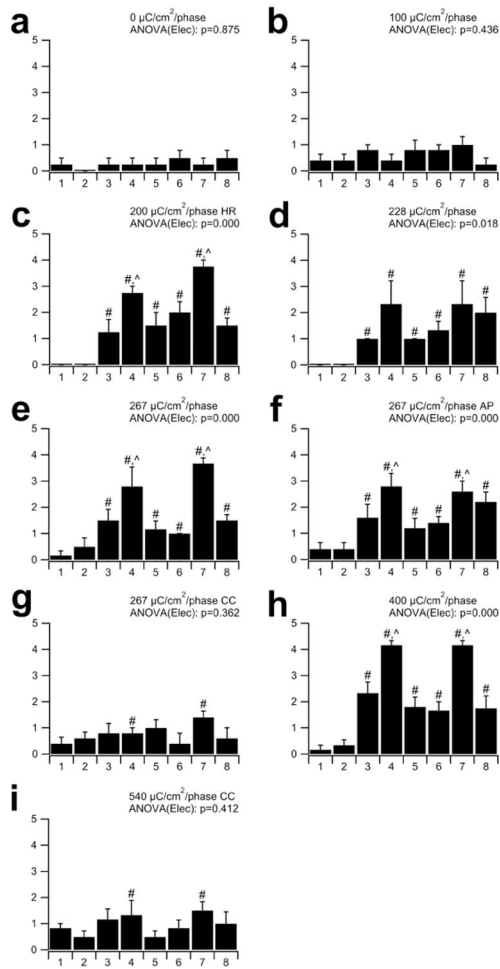 a
0 µC/cm²/phase
ANOVA(Elec): p=0.875
5
4
3
2
1
0
1 2 3 4 5 6 7 8
b
100 µC/cm²/phase
ANOVA(Elec): p=0.436
5
4
3
2
1
0
1 2 3 4 5 6 7 8
c
200 µC/cm²/phase HR
ANOVA(Elec): p=0.000
5
4
3
2
1
0
# #,^ # # #,^ #
1 2 3 4 5 6 7 8
d
228 µC/cm²/phase
ANOVA(Elec): p=0.018
5
4
3
2
1
0
# # # # # #
1 2 3 4 5 6 7 8
e
267 µC/cm²/phase
ANOVA(Elec): p=0.000
5
4
3
2
1
0
# #,^ # # #,^ #
1 2 3 4 5 6 7 8
f
267 µC/cm²/phase AP
ANOVA(Elec): p=0.000
5
4
3
2
1
0
# #,^ # # #,^ #
1 2 3 4 5 6 7 8
g
267 µC/cm²/phase CC
ANOVA(Elec): p=0.362
5
4
3
2
1
0
# #
1 2 3 4 5 6 7 8
h
400 µC/cm²/phase
ANOVA(Elec): p=0.000
5
4
3
2
1
0
# #,^ # # #,^ #
1 2 3 4 5 6 7 8
i
540 µC/cm²/phase CC
ANOVA(Elec): p=0.412
5
4
3
2
1
0
# #
1 2 3 4 5 6 7 8